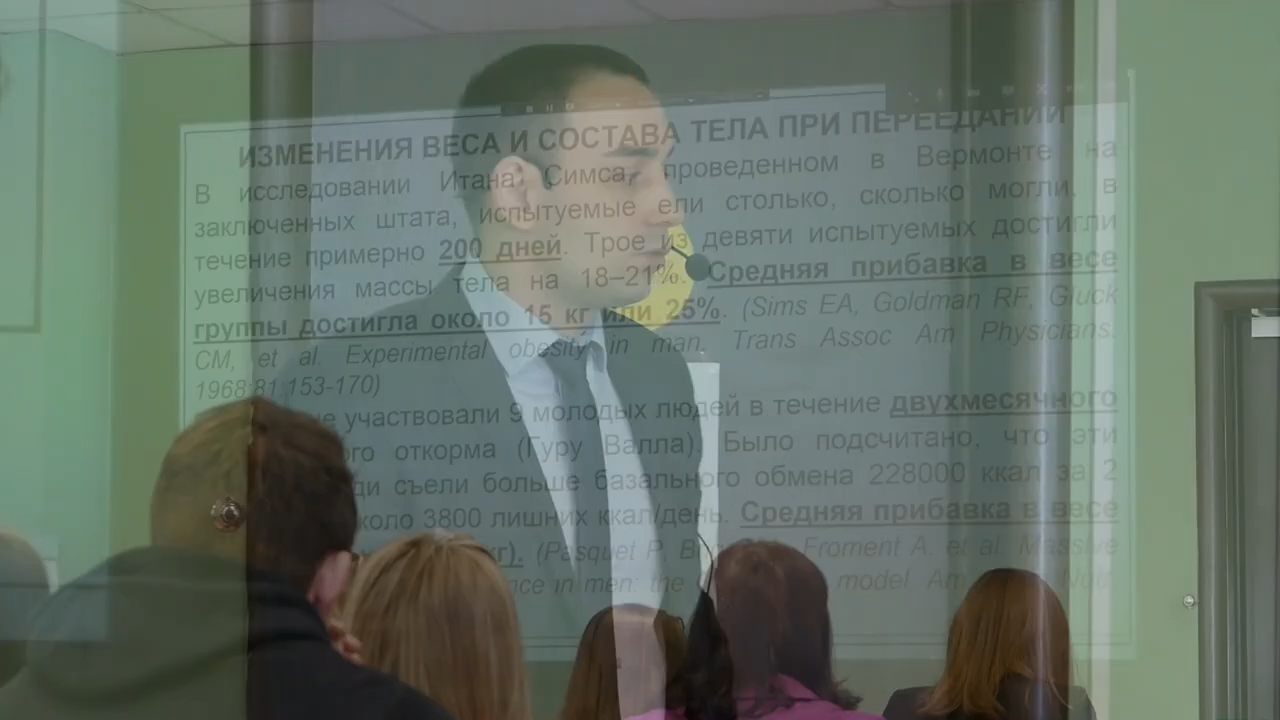 ИЗМЕНЕНИЯ ВЕСА И СОСТАВА ТЕЛА ПРИ ПЕРЕЕДАНИИ
В исследовании Итана Симса, проведенном в Вермонте на
заключенных штата, испытуемые ели столько, сколько могли, в
течение примерно 200 дней. Трое из девяти испытуемых достигли
увеличения массы тела на 18–21%. Средняя прибавка в весе
группы достигла около 15 кг или 25%. (Sims EA, Goldman RF, Gluck
CM, et al. Experimental obesity in man. Trans Assoc Am Physicians.
1968;81:153-170)
участвовали 9 молодых людей в течение двухмесячного
откорма (Гуру Валла). Было подсчитано, что эти
съели больше базального обмена 228000 ккал за 2
около 3800 лишних ккал/день. Средняя прибавка в весе
кг). (Pasquet P, Froment A, et al. Massive
in men: the model Am